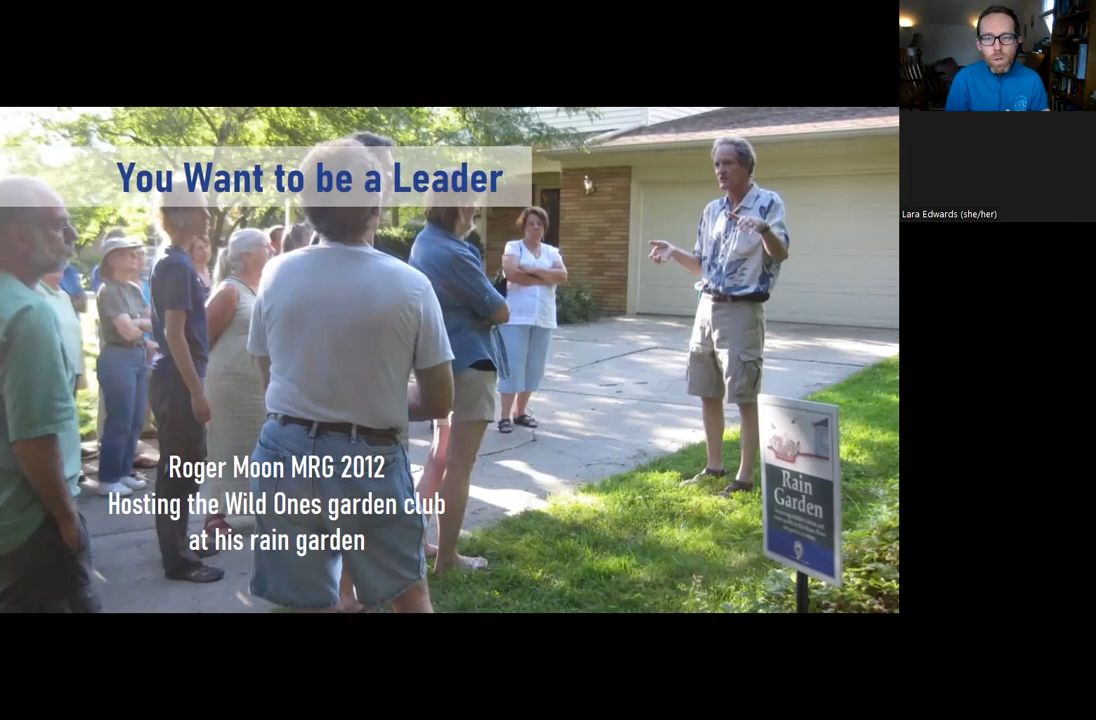 You Want to be a Leader
Lara Edwards (she/her)
Rain
Garden
Roger Moon MRG 2012
Hosting the Wild Ones garden club
at his rain garden